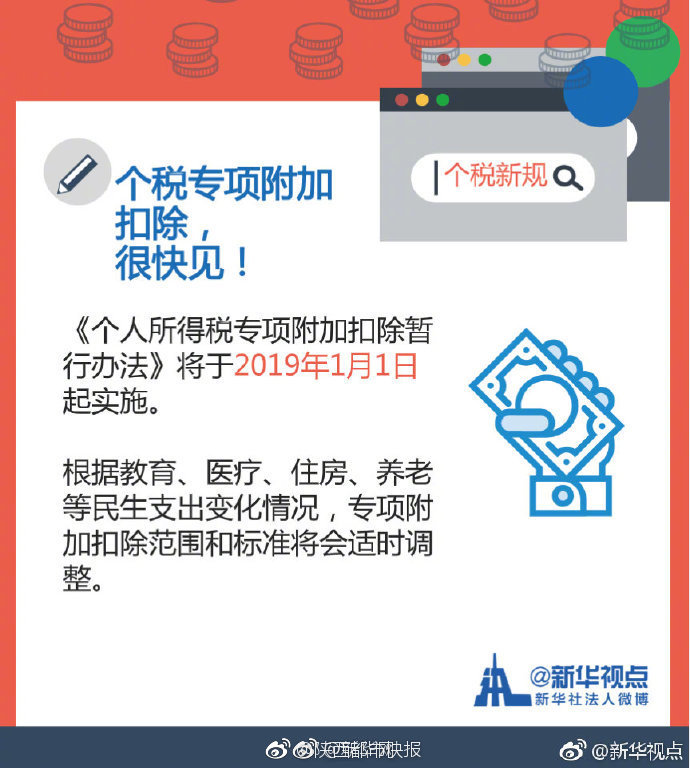 个税新规
个税专项附加
扣除，
很快见！
《个人所得税专项附加扣除暂
行办法》将于2019年1月1日
起实施。
根据教育、医疗、住房、养老
等民生支出变化情况，专项附
加扣除范围和标准将会适时调
整。
@新华视点
新华社法人微博
@新华视点